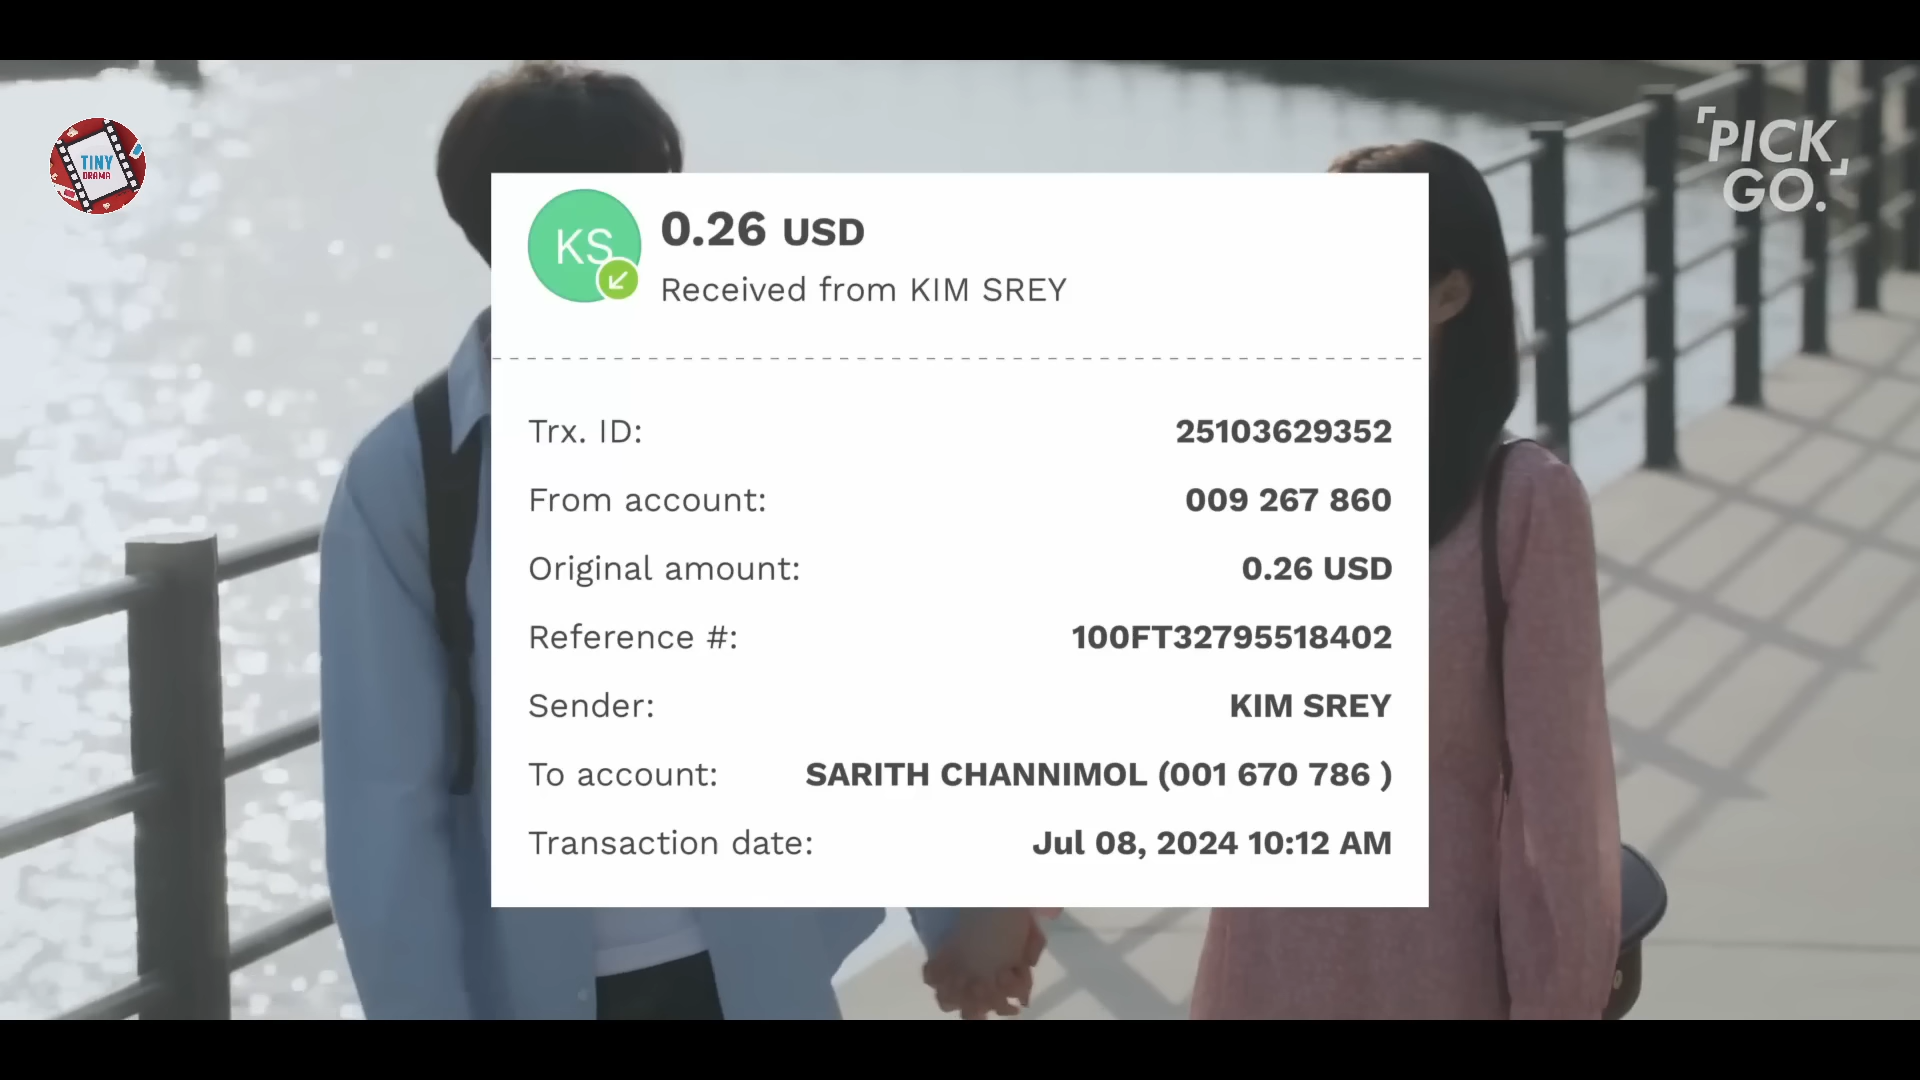 TINY
DRAMA
「PICK
GO.」
KS
0.26 USD
Received from KIM SREY
Trx. ID: 25103629352
From account: 009 267 860
Original amount: 0.26 USD
Reference #: 100FT32795518402
Sender: KIM SREY
To account: SARITH CHANNIMOL (001 670 786 )
Transaction date: Jul 08, 2024 10:12 AM